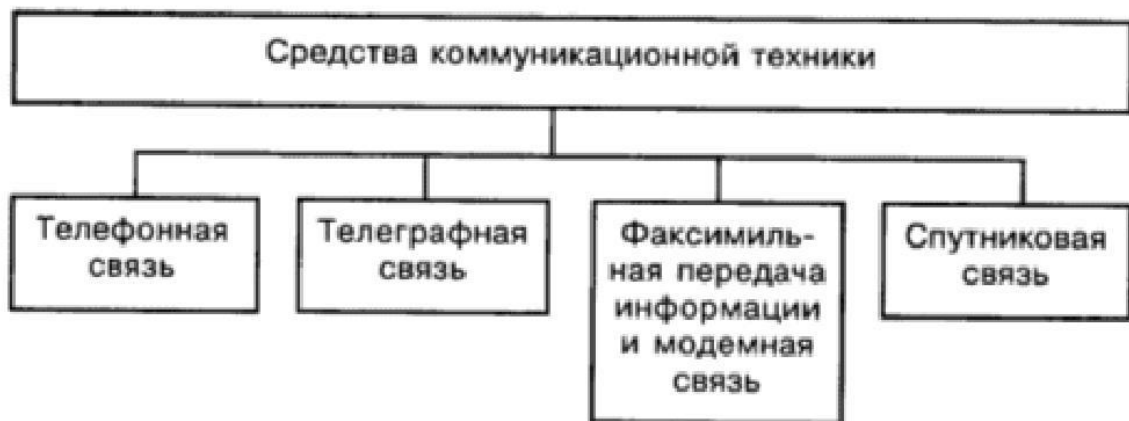 Средства коммуникационной техники
Телефонная
связь
Телеграфная
связь
Факсимиль-
ная передача
информации
и модемная
связь
Спутниковая
связь